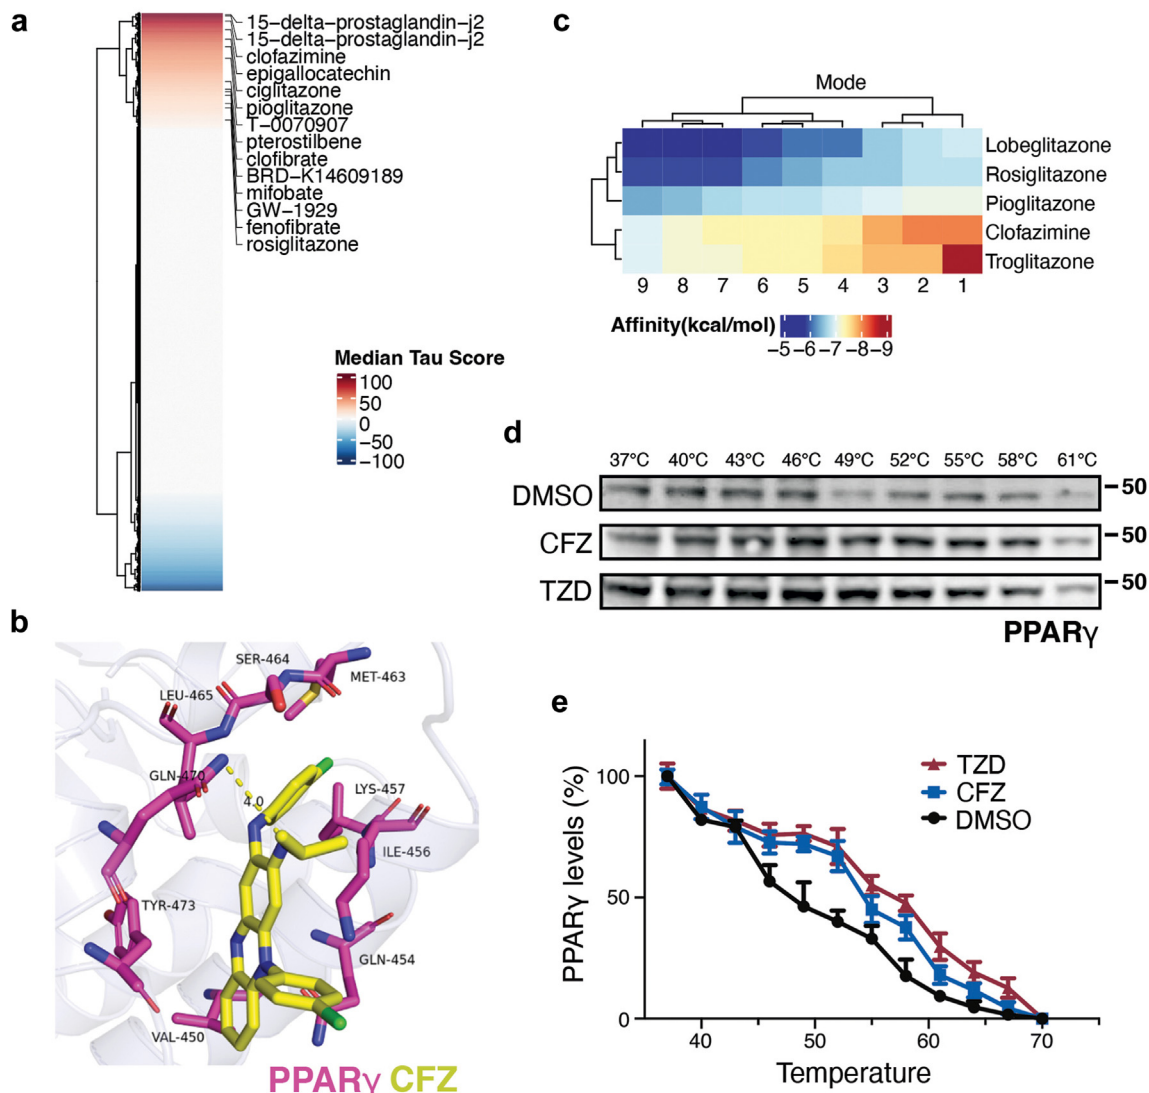 a
15-delta-prostaglandin-j2
15-delta-prostaglandin-j2
clofazimine
epigallocatechin
ciglitazone
pioglitazone
T-0070907
pterostilbene
clofibrate
BRD-K14609189
mifobate
GW-1929
fenofibrate
rosiglitazone
Median Tau Score
100
50
0
-50
-100
b
SER-464
MET-463
LEU-465
GLN-470
4.0
LYS-457
ILE-456
TYR-473
GLN-454
VAL-450
PPARγ CFZ
c
Mode
Lobeglitazone
Rosiglitazone
Pioglitazone
Clofazimine
Troglitazone
9 8 7 6 5 4 3 2 1
Affinity(kcal/mol)
-5 -6 -7 -8 -9
d
37°C 40°C 43°C 46°C 49°C 52°C 55°C 58°C 61°C
DMSO -50
CFZ -50
TZD -50
PPARγ
e
PPARγ levels (%)
100
50
0
TZD
CFZ
DMSO
40 50 60 70
Temperature